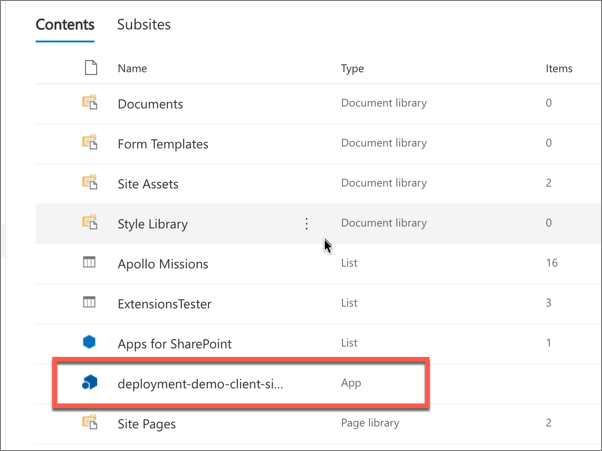 Contents Subsites
Name Type Items
Documents Document library 0
Form Templates Document library 0
Site Assets Document library 2
Style Library Document library 0
Apollo Missions List 16
ExtensionsTester List 3
Apps for SharePoint List 1
deployment-demo-client-si... App
Site Pages Page library 2